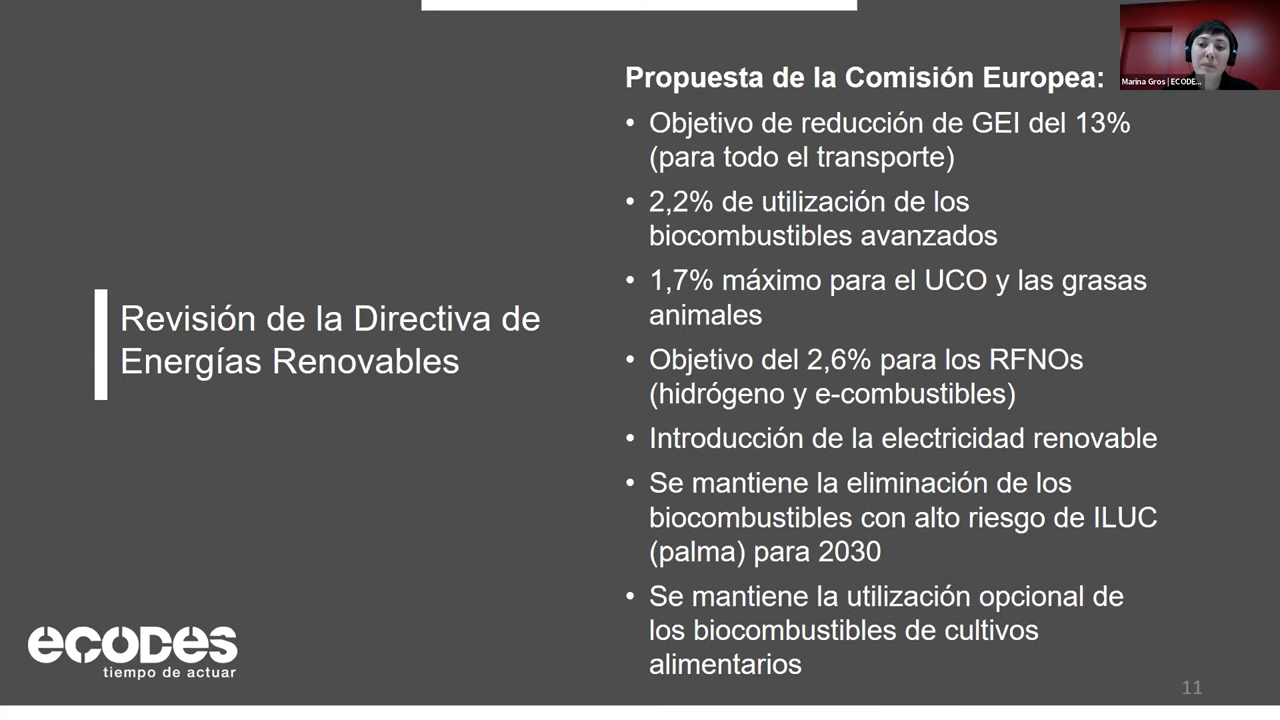 Propuesta de la Comisión Europea:
• Objetivo de reducción de GEI del 13%
(para todo el transporte)
• 2,2% de utilización de los
biocombustibles avanzados
• 1,7% máximo para el UCO y las grasas
animales
• Objetivo del 2,6% para los RFNOs
(hidrógeno y e-combustibles)
• Introducción de la electricidad renovable
• Se mantiene la eliminación de los
biocombustibles con alto riesgo de ILUC
(palma) para 2030
• Se mantiene la utilización opcional de
los biocombustibles de cultivos
alimentarios
Revisión de la Directiva de
Energías Renovables
ecodes
tiempo de actuar
11
Marina Gros | ECODE...